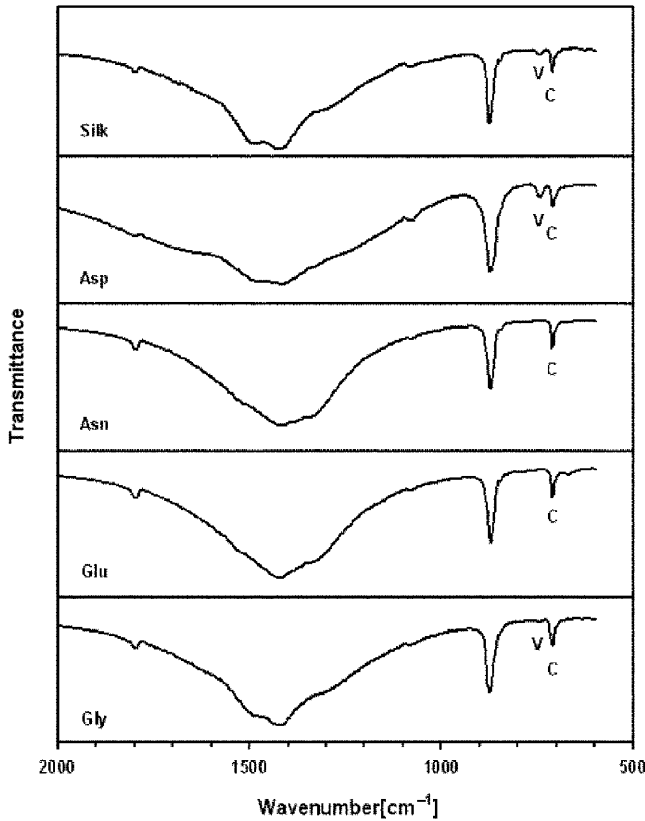 V
C
Silk
V
C
Asp
C
Asn
C
Glu
V
C
Gly
Transmittance
2000 1500 1000 500
Wavenumber[cm⁻¹]